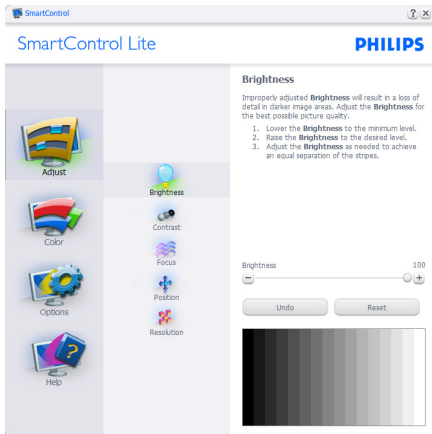 SmartControl
SmartControl Lite
PHILIPS
Adjust
Color
Options
Help
Brightness
Contrast
Focus
Position
Resolution
Brightness
Improperly adjusted Brightness will result in a loss of
detail in darker image areas. Adjust the Brightness for
the best possible picture quality.
1. Lower the Brightness to the minimum level.
2. Raise the Brightness to the desired level.
3. Adjust the Brightness as needed to achieve
an equal separation of the stripes.
Brightness 100
Undo Reset